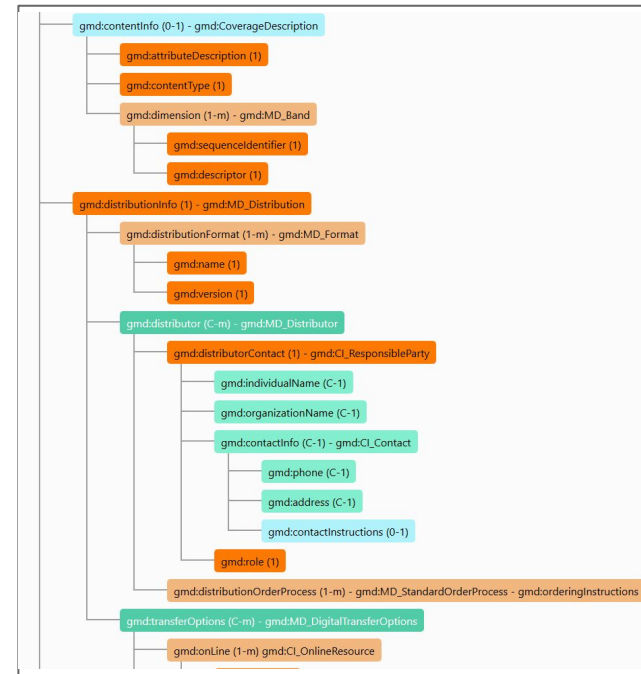 gmd:contentInfo (0-1) - gmd:CoverageDescription
gmd:attributeDescription (1)
gmd:contentType (1)
gmd:dimension (1-m) - gmd:MD_Band
gmd:sequenceIdentifier (1)
gmd:descriptor (1)
gmd:distributionInfo (1) - gmd:MD_Distribution
gmd:distributionFormat (1-m) - gmd:MD_Format
gmd:name (1)
gmd:version (1)
gmd:distributor (C-m) - gmd:MD_Distributor
gmd:distributorContact (1) - gmd:CI_ResponsibleParty
gmd:individualName (C-1)
gmd:organizationName (C-1)
gmd:contactInfo (C-1) - gmd:CI_Contact
gmd:phone (C-1)
gmd:address (C-1)
gmd:contactInstructions (0-1)
gmd:role (1)
gmd:distributionOrderProcess (1-m) - gmd:MD_StandardOrderProcess - gmd:orderingInstructions
gmd:transferOptions (C-m) - gmd:MD_DigitalTransferOptions
gmd:onLine (1-m) gmd:CI_OnlineResource